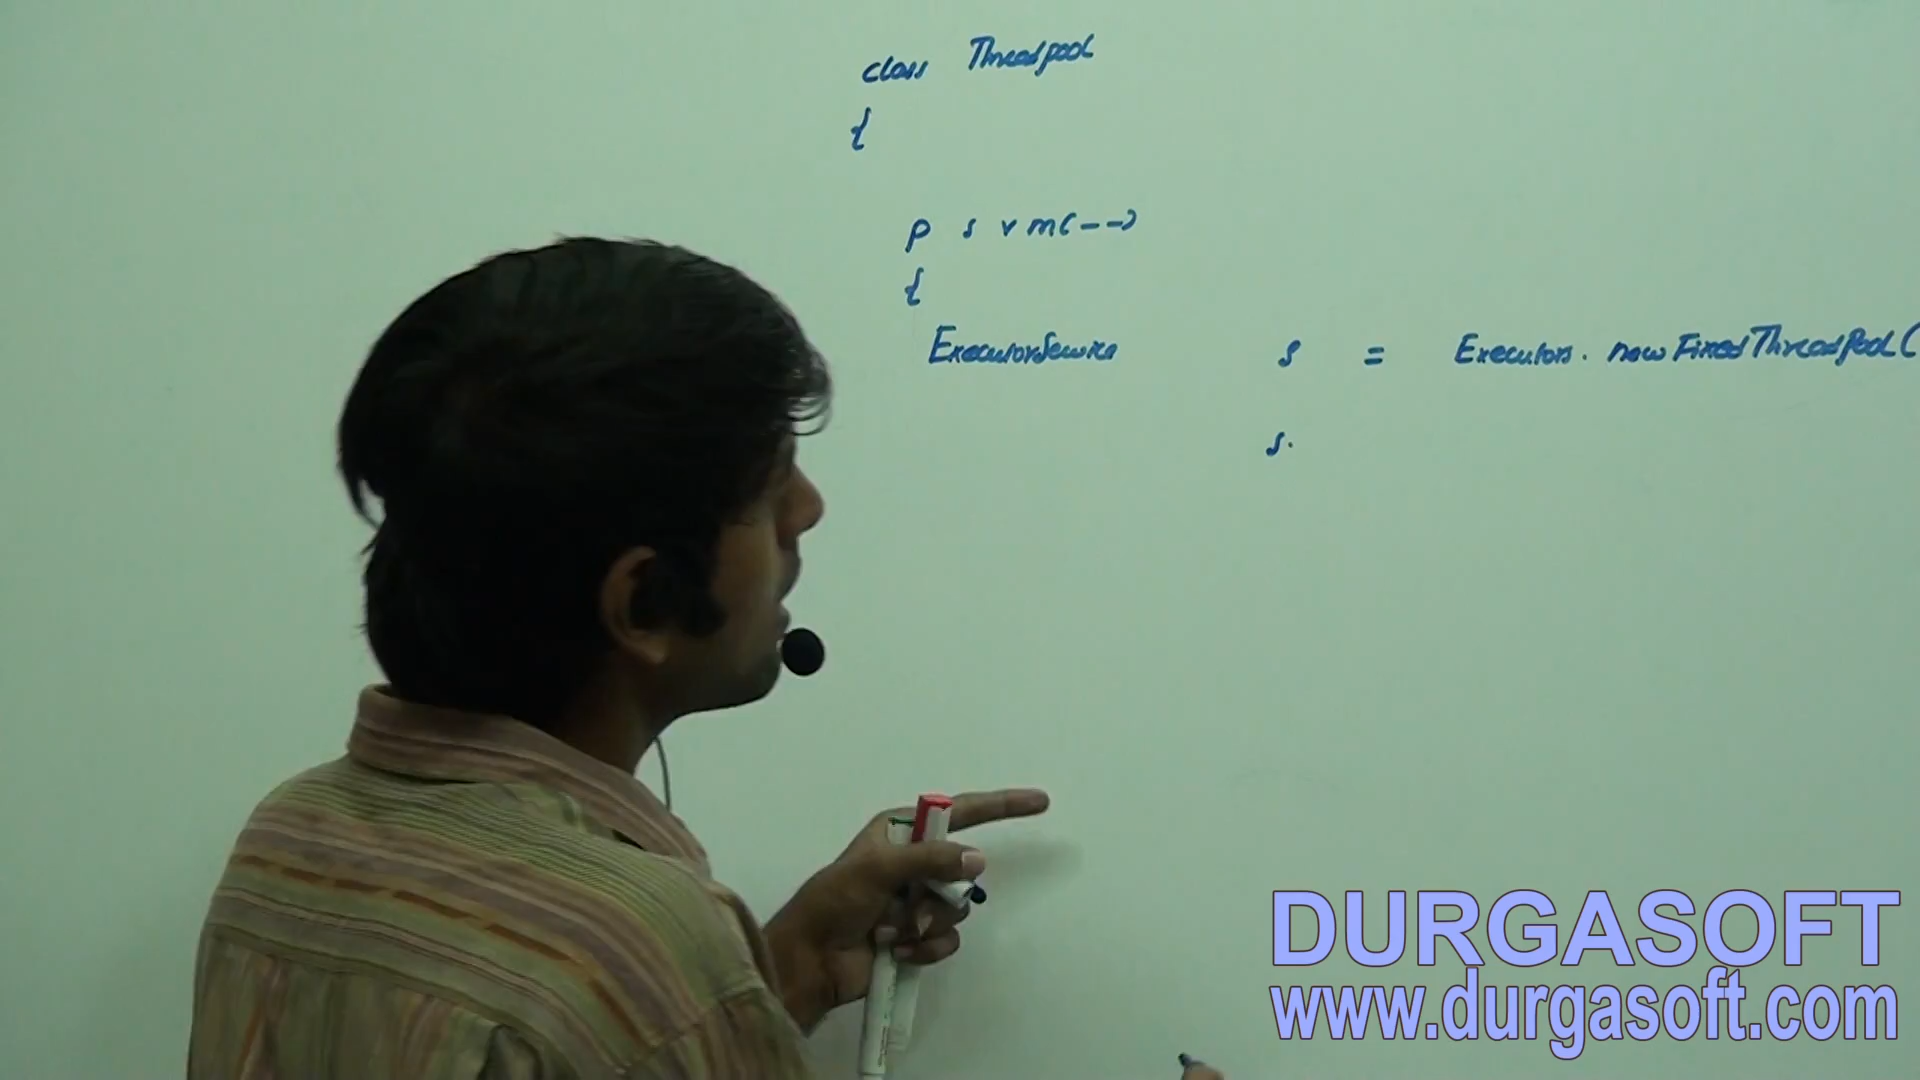 class Threadpool
{
p s v m(---)
{
ExecutorService s = Executors. newFixedThreadPool(
s.
DURGASOFT
www.durgasoft.com